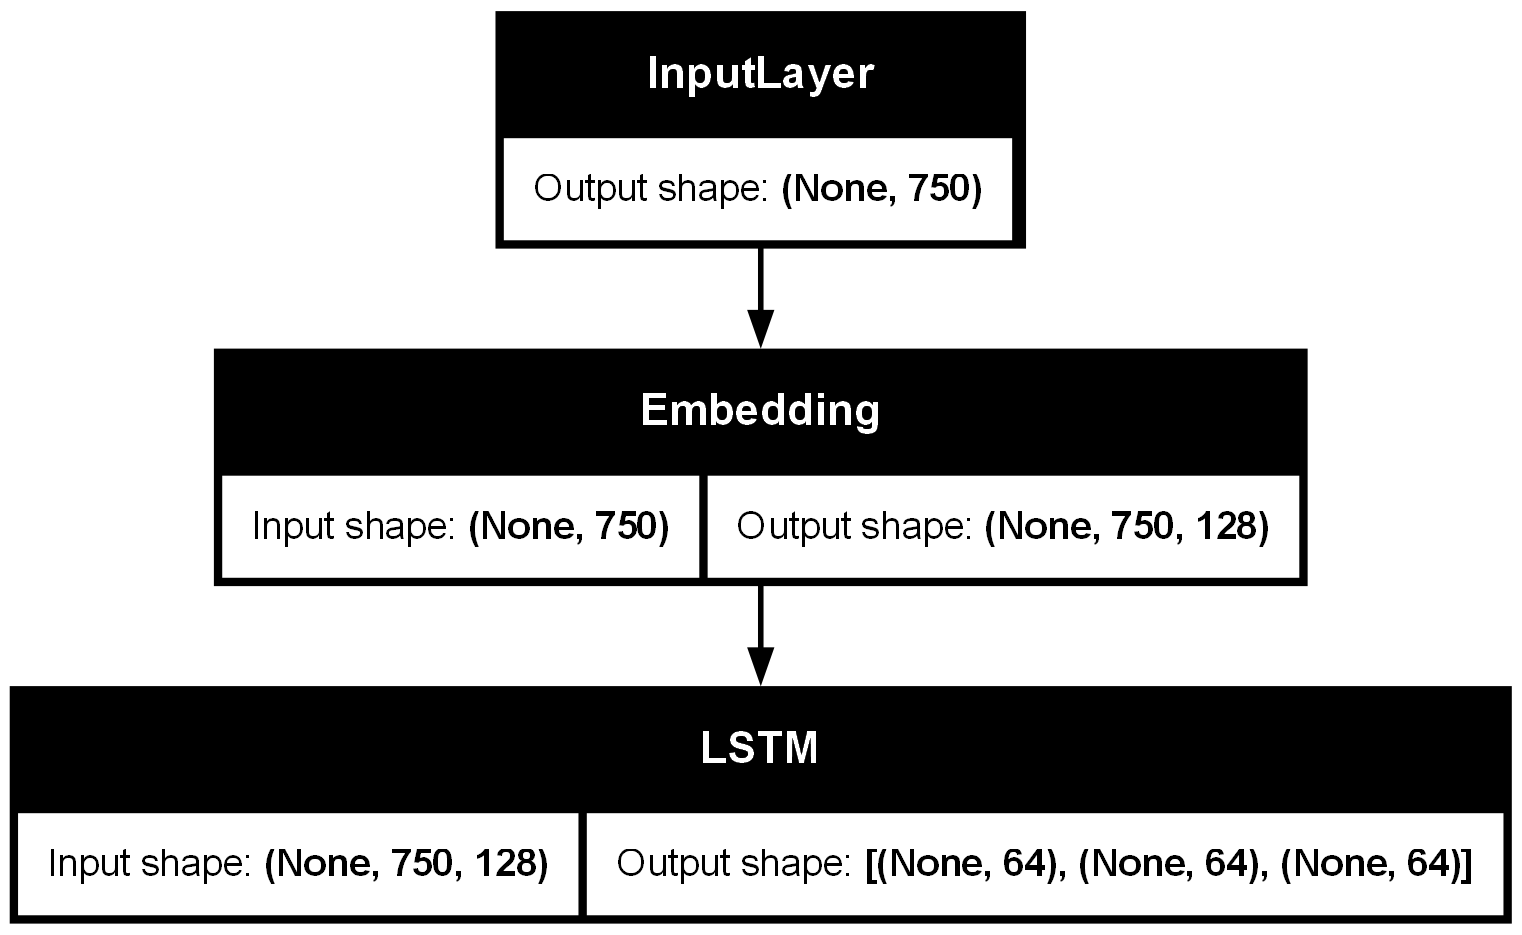 InputLayer
Output shape: (None, 750)
Embedding
Input shape: (None, 750) Output shape: (None, 750, 128)
LSTM
Input shape: (None, 750, 128) Output shape: [(None, 64), (None, 64), (None, 64)]